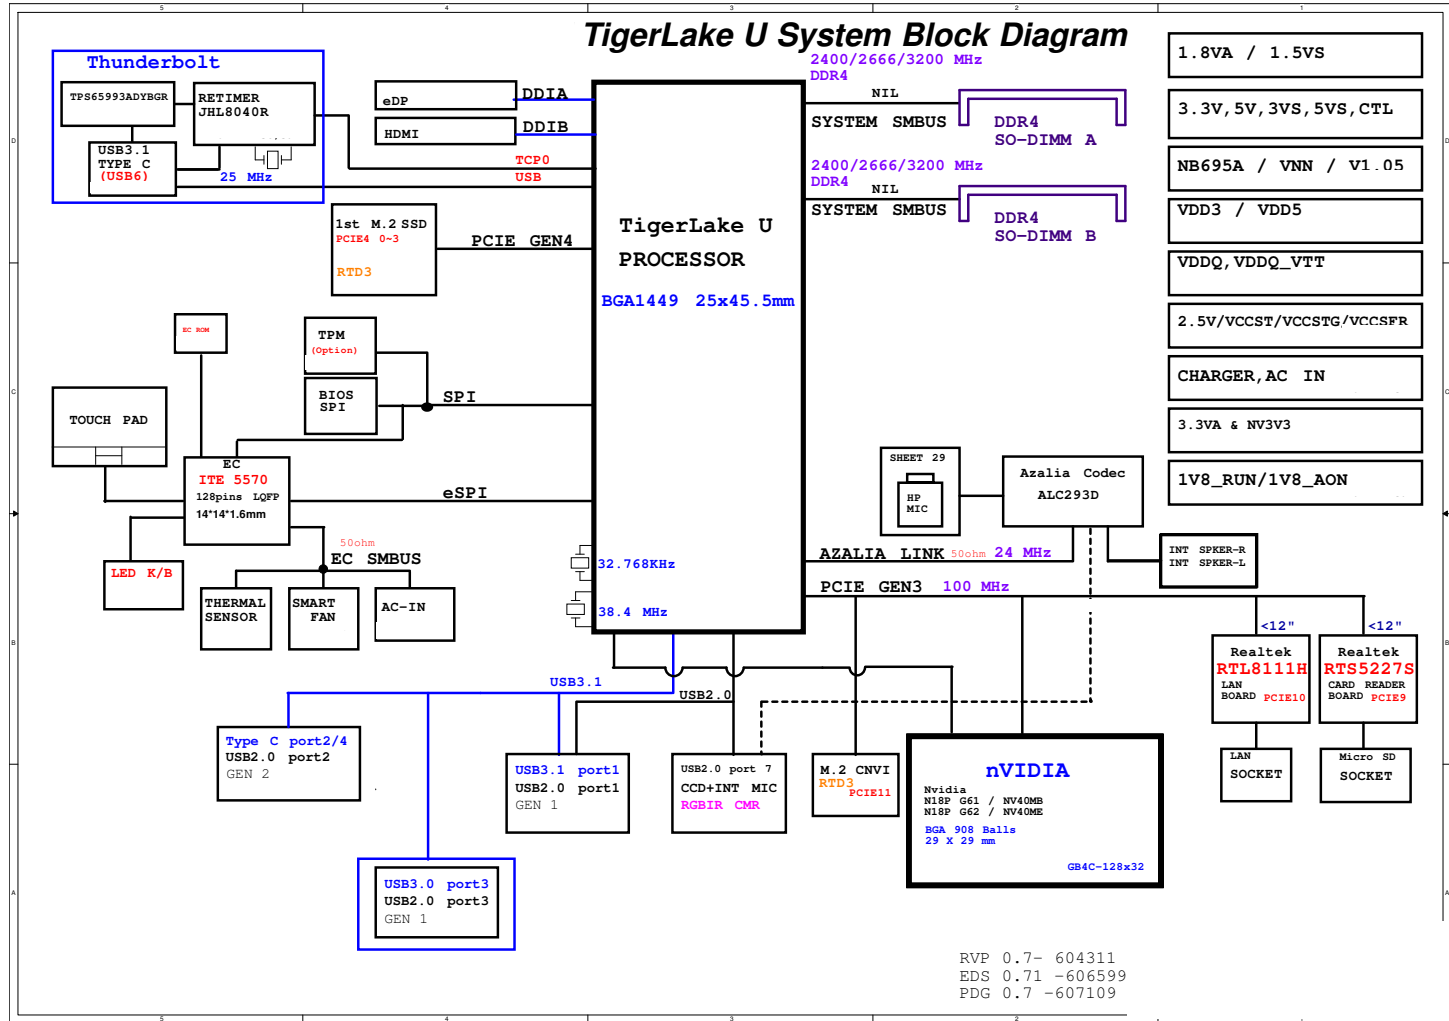 5
4
3
2
1
TigerLake U System Block Diagram
Thunderbolt
TPS65993ADYBGR
RETIMER
JHL8040R
USB3.1
TYPE C
(USB6)
25 MHz
eDP
DDIA
HDMI
DDIB
TCP0
USB
1st M.2 SSD
PCIE4 0~3
RTD3
PCIE GEN4
TigerLake U
PROCESSOR
BGA1449 25x45.5mm
2400/2666/3200 MHz
DDR4
NIL
SYSTEM SMBUS
DDR4
SO-DIMM A
2400/2666/3200 MHz
DDR4
NIL
SYSTEM SMBUS
DDR4
SO-DIMM B
1.8VA / 1.5VS
3.3V,5V,3VS,5VS,CTL
NB695A / VNN / V1.05
VDD3 / VDD5
VDDQ,VDDQ_VTT
2.5V/VCCST/VCCSTG/VCCSFR
CHARGER,AC IN
3.3VA & NV3V3
1V8_RUN/1V8_AON
EC ROM
TPM
(Option)
BIOS
SPI
SPI
TOUCH PAD
EC
ITE 5570
128pins LQFP
14*14*1.6mm
eSPI
LED K/B
50ohm
EC SMBUS
THERMAL
SENSOR
SMART
FAN
AC-IN
32.768KHz
38.4 MHz
SHEET 29
HP
MIC
Azalia Codec
ALC293D
AZALIA LINK
50ohm
24 MHz
INT SPKER-R
INT SPKER-L
PCIE GEN3
100 MHz
<12"
<12"
Realtek
RTL8111H
LAN
BOARD PCIE10
Realtek
RTS5227S
CARD READER
BOARD PCIE9
LAN
SOCKET
Micro SD
SOCKET
USB3.1
USB2.0
Type C port2/4
USB2.0 port2
GEN 2
USB3.1 port1
USB2.0 port1
GEN 1
USB2.0 port 7
CCD+INT MIC
RGBIR CMR
M.2 CNVI
RTD3
PCIE11
nVIDIA
Nvidia
N18P G61 / NV40MB
N18P G62 / NV40ME
BGA 908 Balls
29 X 29 mm
GB4C-128x32
USB3.0 port3
USB2.0 port3
GEN 1
RVP 0.7- 604311
EDS 0.71 -606599
PDG 0.7 -607109
D
D
C
C
B
B
A
A
5
4
3
2
1